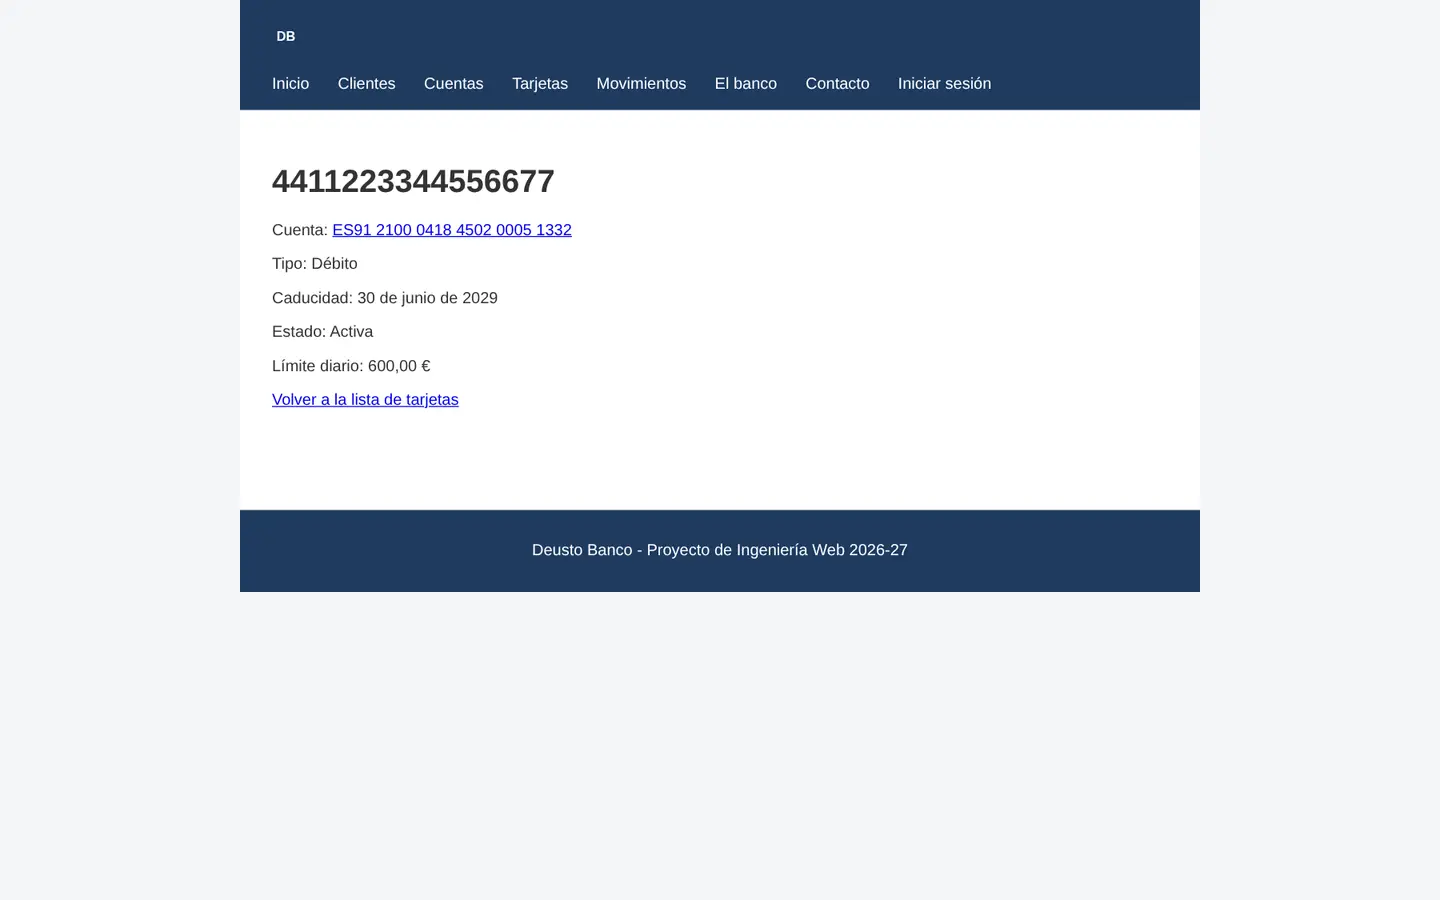 DB
Inicio Clientes Cuentas Tarjetas Movimientos El banco Contacto Iniciar sesión
4411223344556677
Cuenta: ES91 2100 0418 4502 0005 1332
Tipo: Débito
Caducidad: 30 de junio de 2029
Estado: Activa
Límite diario: 600,00 €
Volver a la lista de tarjetas
Deusto Banco - Proyecto de Ingeniería Web 2026-27